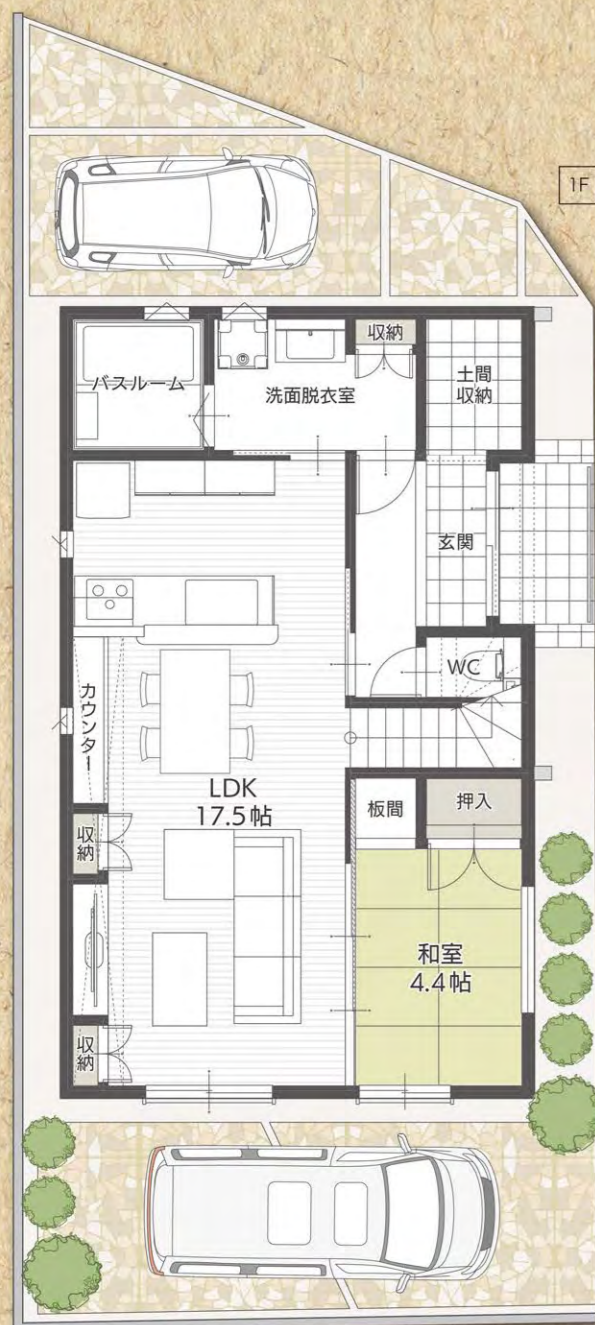 1F
バスルーム
洗面脱衣室
収納
土間
収納
玄関
WC
カウンター
LDK
17.5帖
収納
板間
押入
和室
4.4帖
収納